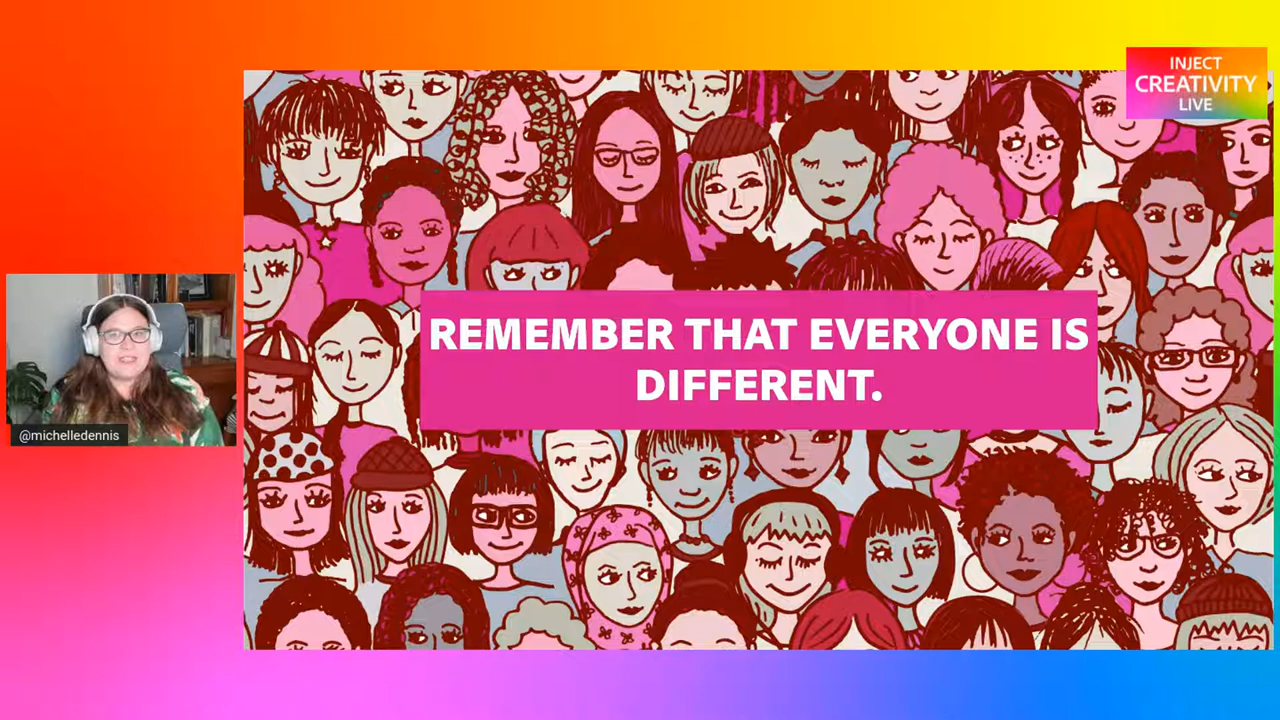 INJECT
CREATIVITY
LIVE
REMEMBER THAT EVERYONE IS
DIFFERENT.
@michelledennis